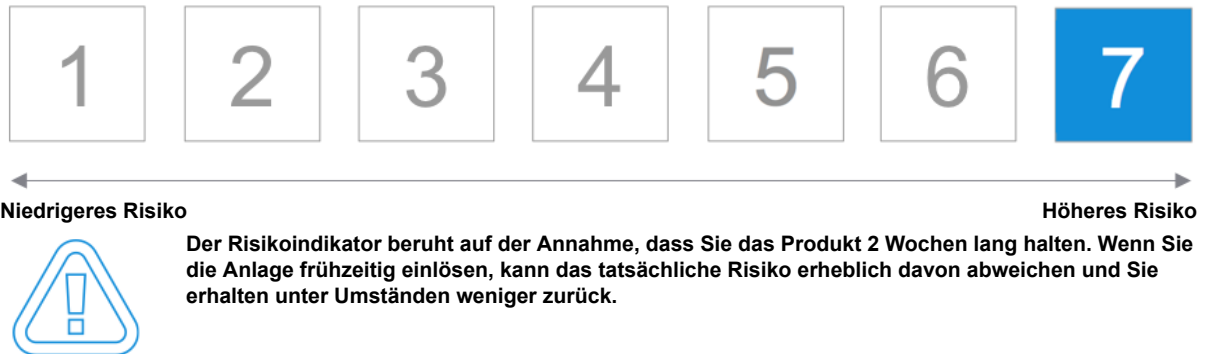 1 2 3 4 5 6 7
Niedrigeres Risiko Höheres Risiko
Der Risikoindikator beruht auf der Annahme, dass Sie das Produkt 2 Wochen lang halten. Wenn Sie
die Anlage frühzeitig einlösen, kann das tatsächliche Risiko erheblich davon abweichen und Sie
erhalten unter Umständen weniger zurück.